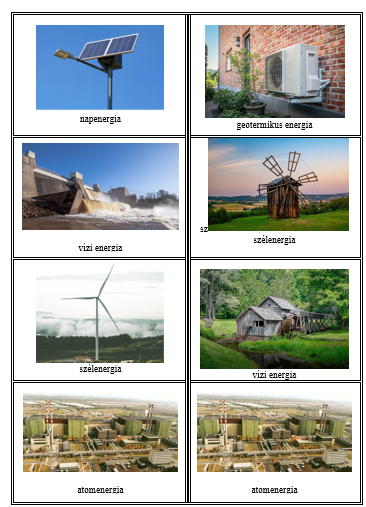 napenergia
geotermikus energia
vízi energia
sz
szélenergia
szélenergia
vízi energia
atomenergia
atomenergia